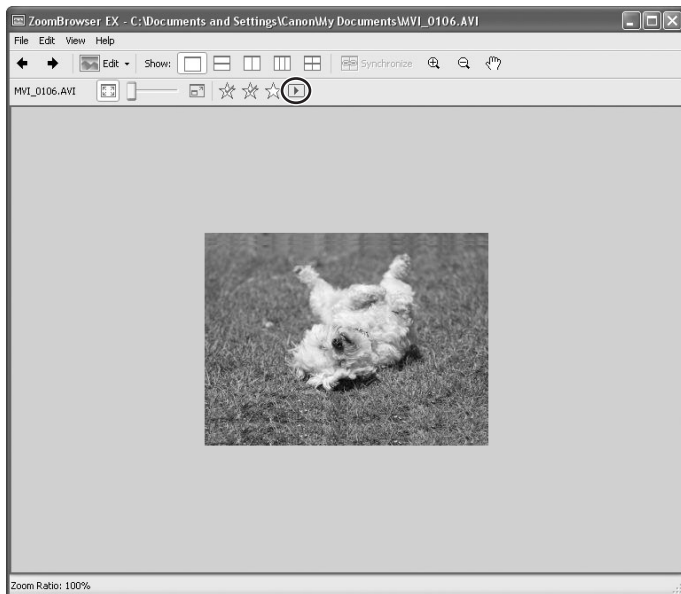 ZoomBrowser EX - C:\Documents and Settings\Canon\My Documents\MVI_0106.AVI
File Edit View Help
Edit Show: Synchronize
MVI_0106.AVI
Zoom Ratio: 100%